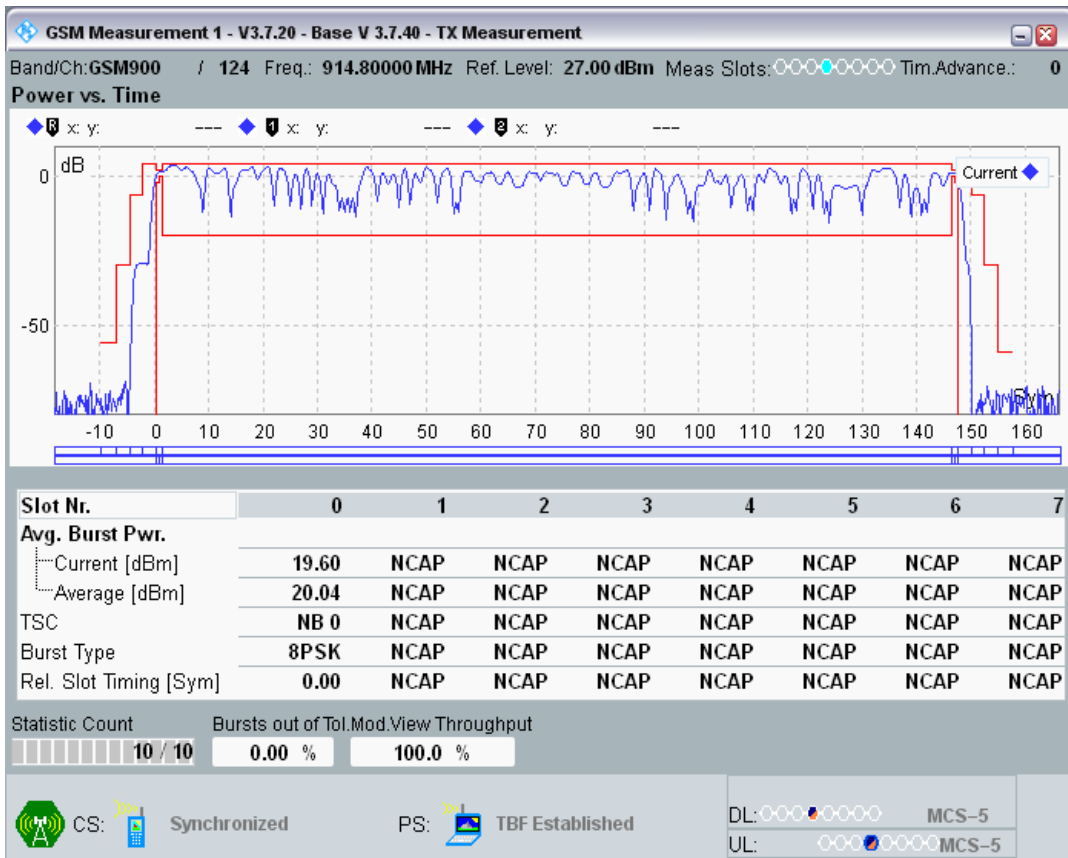 GSM Measurement 1 - V3.7.20 - Base V 3.7.40 - TX Measurement
Band/Ch:GSM900 / 124 Freq.: 914.80000 MHz Ref. Level: 27.00 dBm Meas Slots: Tim.Advance.: 0
Power vs. Time
R x: y: --- 1 x: y: --- 2 x: y: ---
dB
Current
0
-50
Sym
-10 0 10 20 30 40 50 60 70 80 90 100 110 120 130 140 150 160
Slot Nr. 0 1 2 3 4 5 6 7
Avg. Burst Pwr.
Current [dBm] 19.60 NCAP NCAP NCAP NCAP NCAP NCAP NCAP
Average [dBm] 20.04 NCAP NCAP NCAP NCAP NCAP NCAP NCAP
TSC NB 0 NCAP NCAP NCAP NCAP NCAP NCAP NCAP
Burst Type 8PSK NCAP NCAP NCAP NCAP NCAP NCAP NCAP
Rel. Slot Timing [Sym] 0.00 NCAP NCAP NCAP NCAP NCAP NCAP NCAP
Statistic Count Bursts out of Tol.Mod.View Throughput
10 / 10 0.00 % 100.0 %
CS: Synchronized PS: TBF Established DL: MCS-5
UL: MCS-5